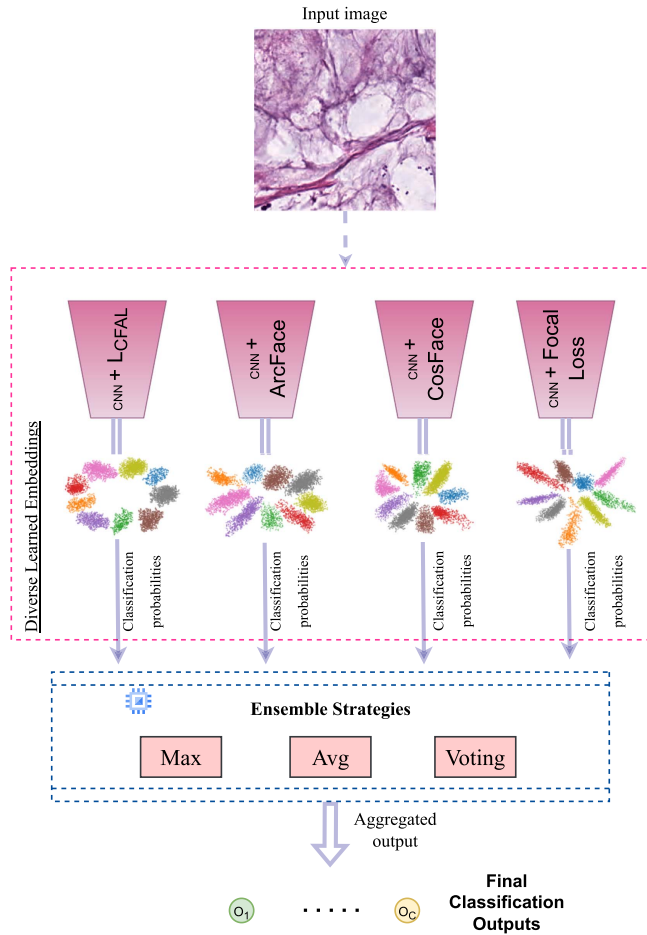 Input image
CNN + LCFAL
CNN +
ArcFace
CNN +
CosFace
CNN + Focal
Loss
Diverse Learned Embeddings
Classification
probabilities
Classification
probabilities
Classification
probabilities
Classification
probabilities
Ensemble Strategies
Max
Avg
Voting
Aggregated
output
O1
. . . . .
OC
Final
Classification
Outputs